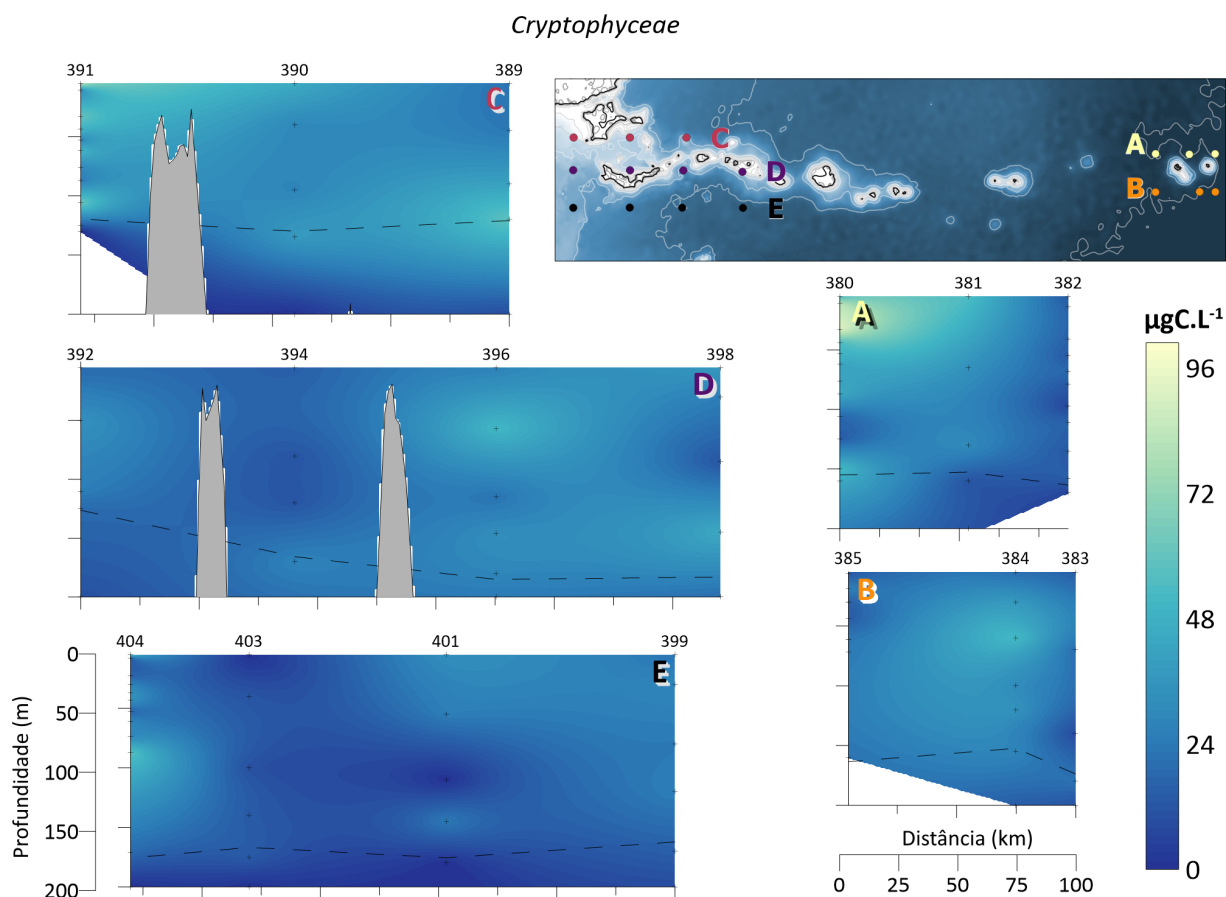 Cryptophyceae
391 390 389
C
C
A
D
B
E
392 394 396 398
D
380 381 382
A
µgC.L-1
96
72
48
24
0
385 384 383
B
404 403 401 399
E
Profundidade (m)
0
50
100
150
200
Distância (km)
0 25 50 75 100